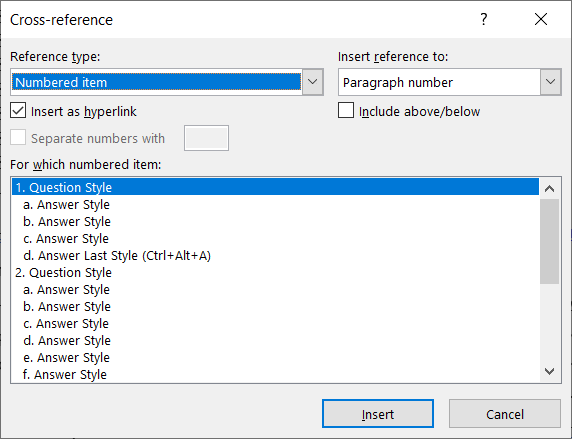 Cross-reference ?
Reference type: Insert reference to:
Numbered item Paragraph number
Insert as hyperlink Include above/below
Separate numbers with
For which numbered item:
1. Question Style
a. Answer Style
b. Answer Style
c. Answer Style
d. Answer Last Style (Ctrl+Alt+A)
2. Question Style
a. Answer Style
b. Answer Style
c. Answer Style
d. Answer Style
e. Answer Style
f. Answer Style
Insert Cancel